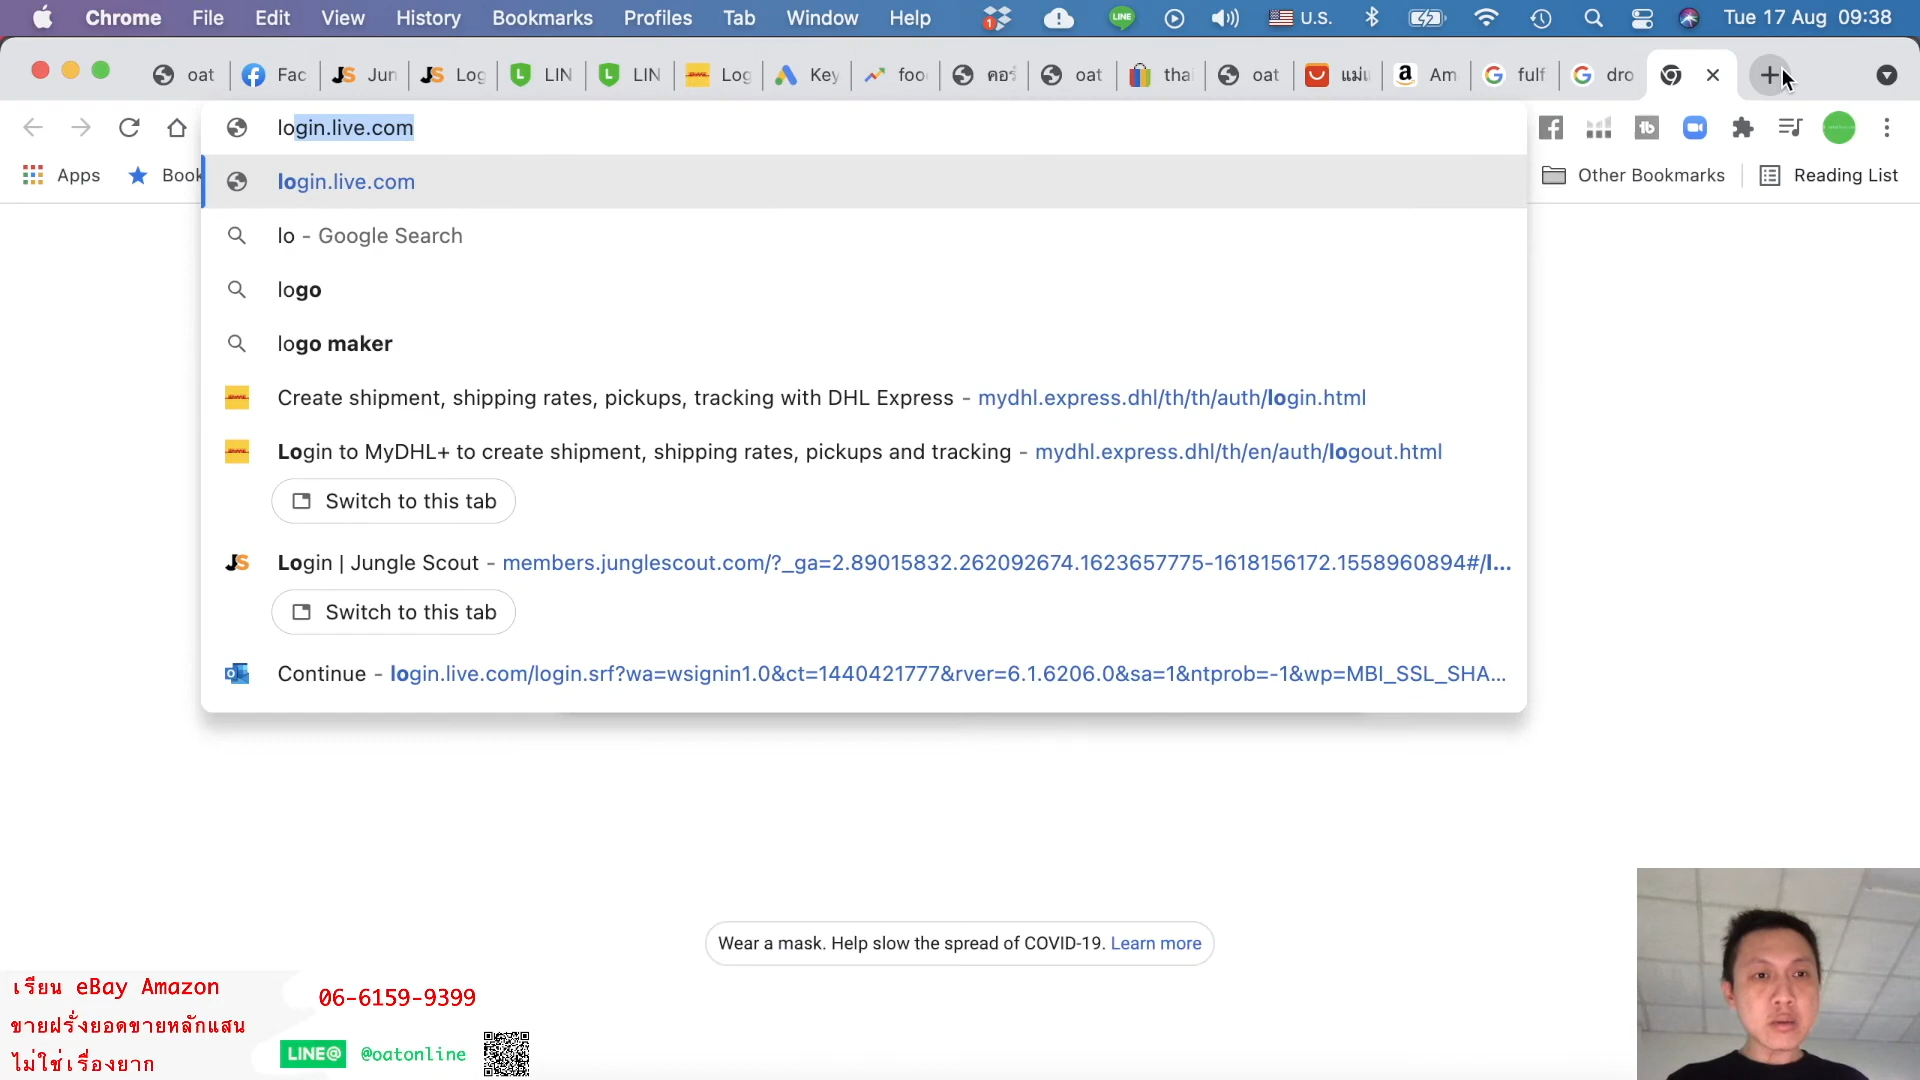 Chrome File Edit View History Bookmarks Profiles Tab Window Help 1 LINE U.S. Tue 17 Aug 09:38
oat Fac Jun Log LIN LIN Log Key foo คอร์ oat thai oat แม่เ Am fulf dro
login.live.com
Apps Book Other Bookmarks Reading List
login.live.com
lo - Google Search
logo
logo maker
Create shipment, shipping rates, pickups, tracking with DHL Express - mydhl.express.dhl/th/th/auth/login.html
Login to MyDHL+ to create shipment, shipping rates, pickups and tracking - mydhl.express.dhl/th/en/auth/logout.html
Switch to this tab
Login | Jungle Scout - members.junglescout.com/?_ga=2.89015832.262092674.1623657775-1618156172.1558960894#/l...
Switch to this tab
Continue - login.live.com/login.srf?wa=wsignin1.0&ct=1440421777&rver=6.1.6206.0&sa=1&ntprob=-1&wp=MBI_SSL_SHA...
Wear a mask. Help slow the spread of COVID-19. Learn more
เรียน eBay Amazon
ขายฝรั่งยอดขายหลักแสน
ไม่ใช่เรื่องยาก
06-6159-9399
LINE@ @oatonline